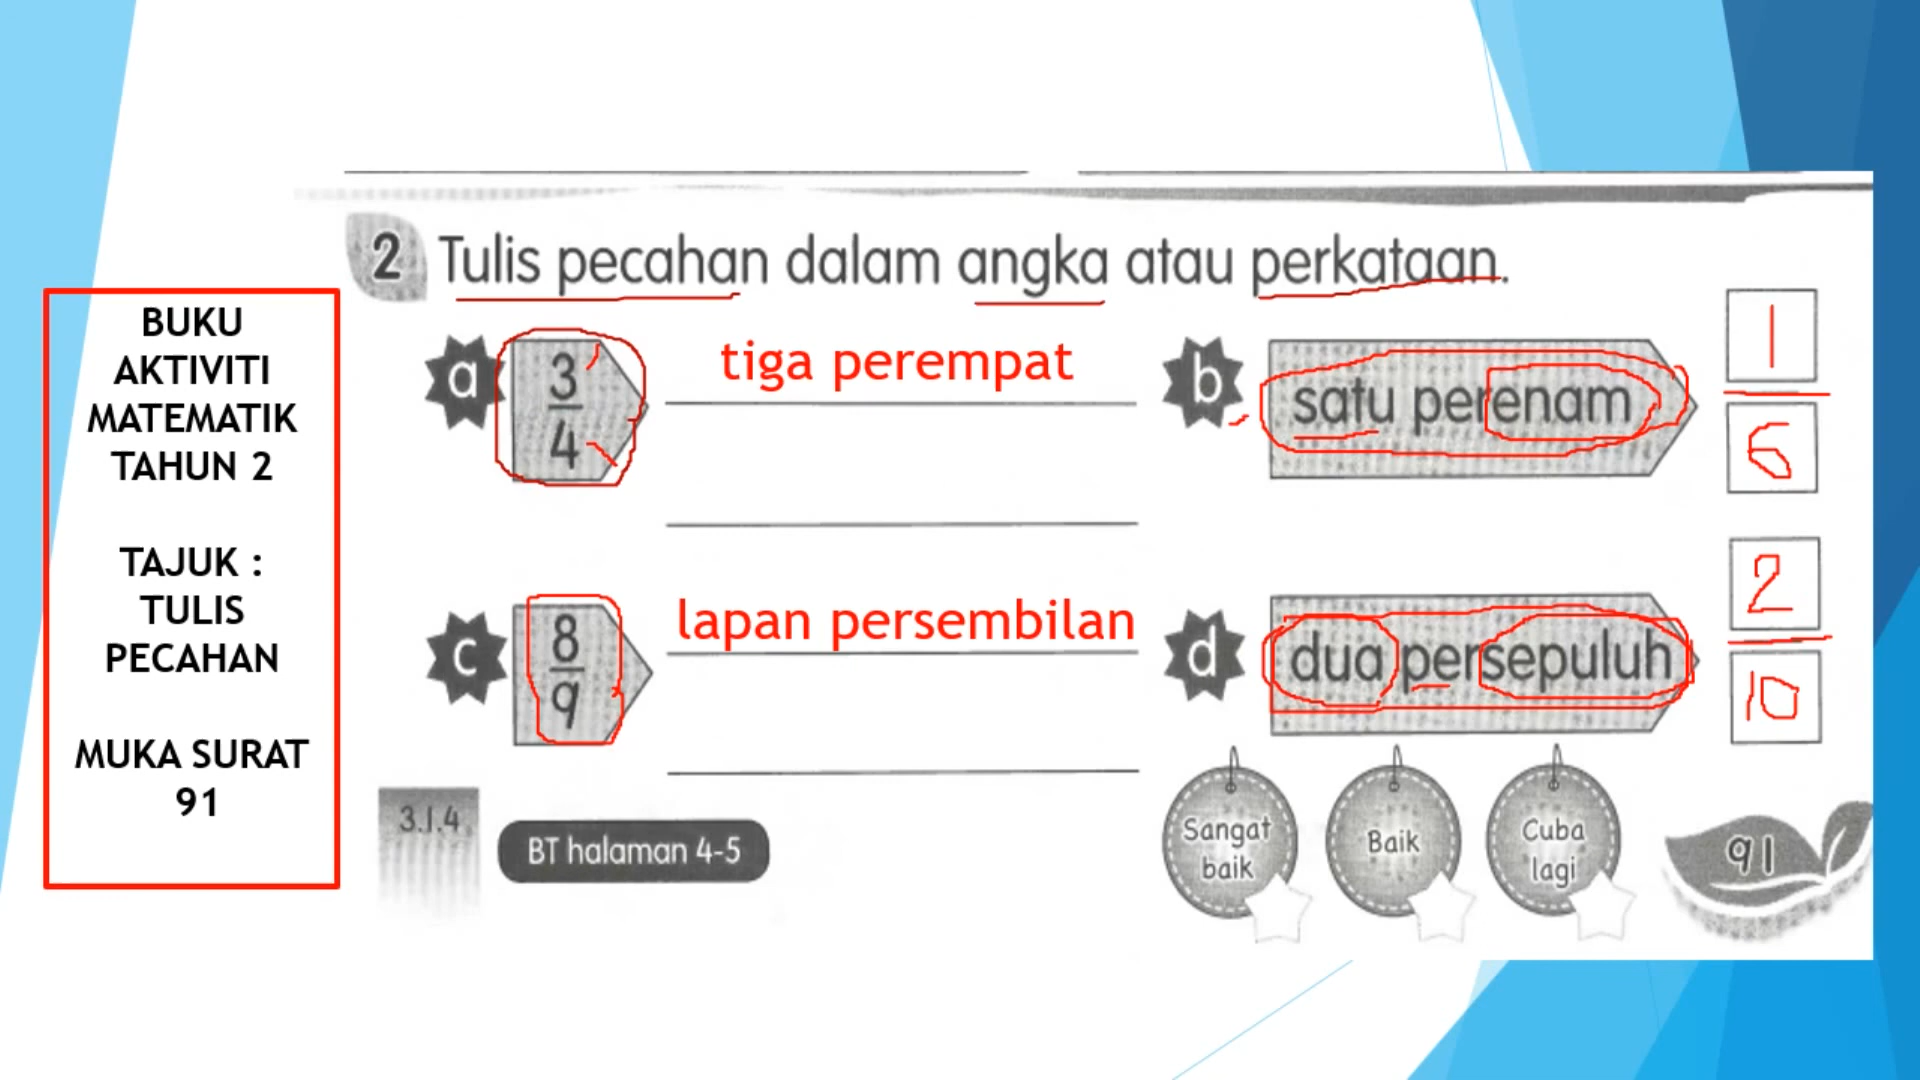 BUKU
AKTIVITI
MATEMATIK
TAHUN 2
TAJUK :
TULIS
PECAHAN
MUKA SURAT
91
2 Tulis pecahan dalam angka atau perkataan.
a 3/4 tiga perempat
b satu perenam 1/6
c 8/9 lapan persembilan
d dua persepuluh 2/10
3.1.4
BT halaman 4-5
Sangat
baik
Baik
Cuba
lagi
91